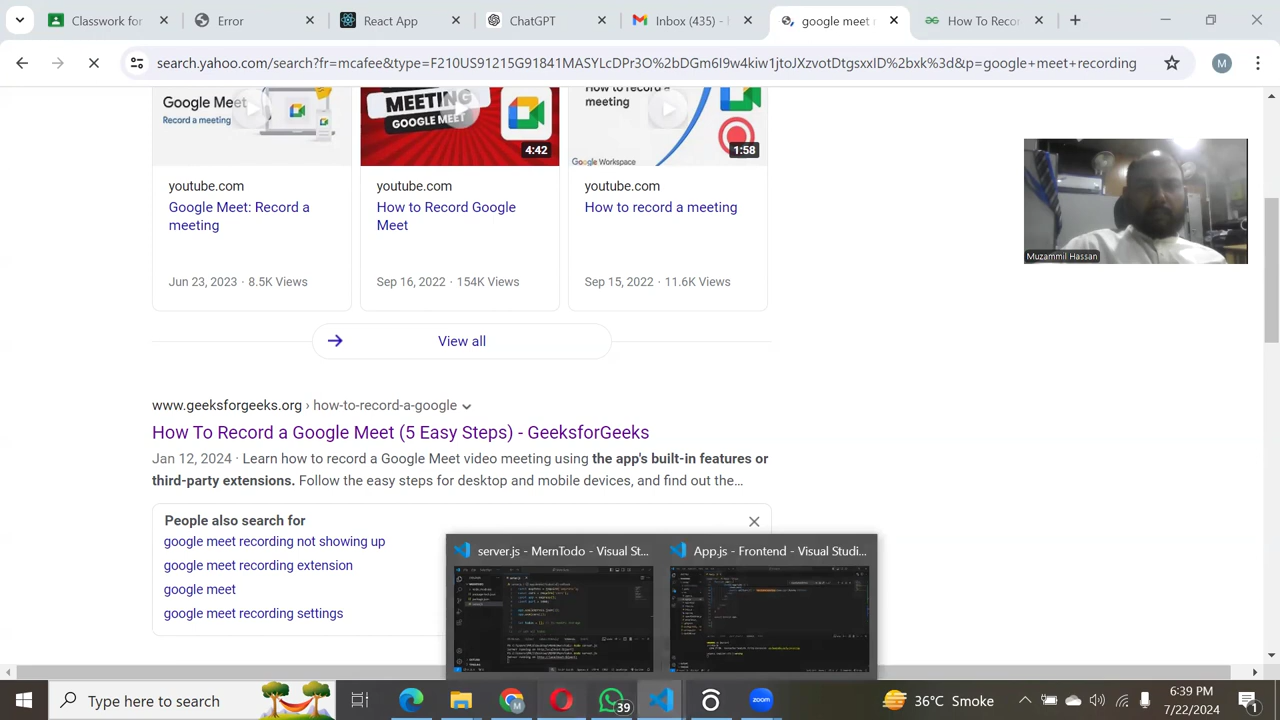 Classwork for
Error
React App
ChatGPT
Inbox (435) -
google meet
How To Reco
search.yahoo.com/search?fr=mcafee&type=F210US91215G91841MASYLcDPr3O%2bDGm6I9w4kiw1jtoJXzvotDtgsxxID%2bxk%3d&p=google+meet+recording
M
Google Meet
Record a meeting
MEETING
GOOGLE MEET
4:42
How to record a
meeting
Google Workspace
1:58
youtube.com
Google Meet: Record a
meeting
Jun 23, 2023 · 8.5K Views
youtube.com
How to Record Google
Meet
Sep 16, 2022 · 154K Views
youtube.com
How to record a meeting
Sep 15, 2022 · 11.6K Views
Muzammil Hassan
View all
www.geeksforgeeks.org › how-to-record-a-google
How To Record a Google Meet (5 Easy Steps) - GeeksforGeeks
Jan 12, 2024 · Learn how to record a Google Meet video meeting using the app's built-in features or
third-party extensions. Follow the easy steps for desktop and mobile devices, and find out the...
People also search for
google meet recording not showing up
google meet recording extension
google meet
google meet recording settings
server.js - MernTodo - Visual St...
App.js - Frontend - Visual Studi...
Type here to search
M
39
zoom
36°C Smoke
PM
7/22/2024
1